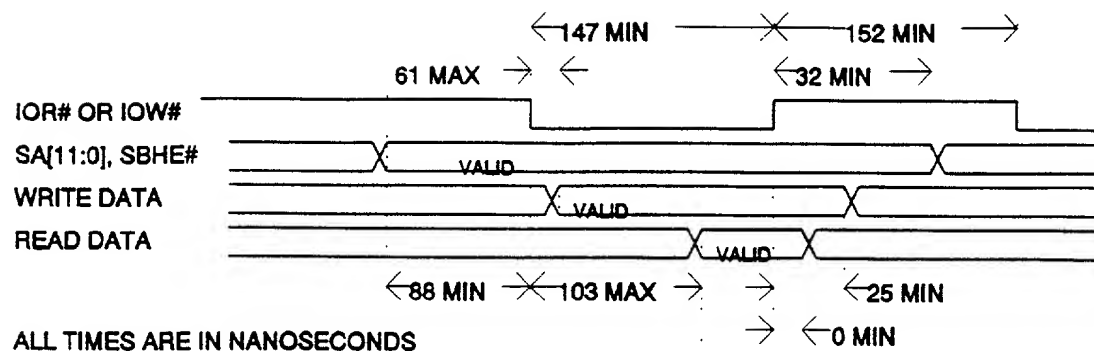 147 MIN 152 MIN
61 MAX 32 MIN
IOR# OR IOW#
SA[11:0], SBHE#
VALID
WRITE DATA
VALID
READ DATA
VALID
88 MIN 103 MAX 25 MIN
0 MIN
ALL TIMES ARE IN NANOSECONDS